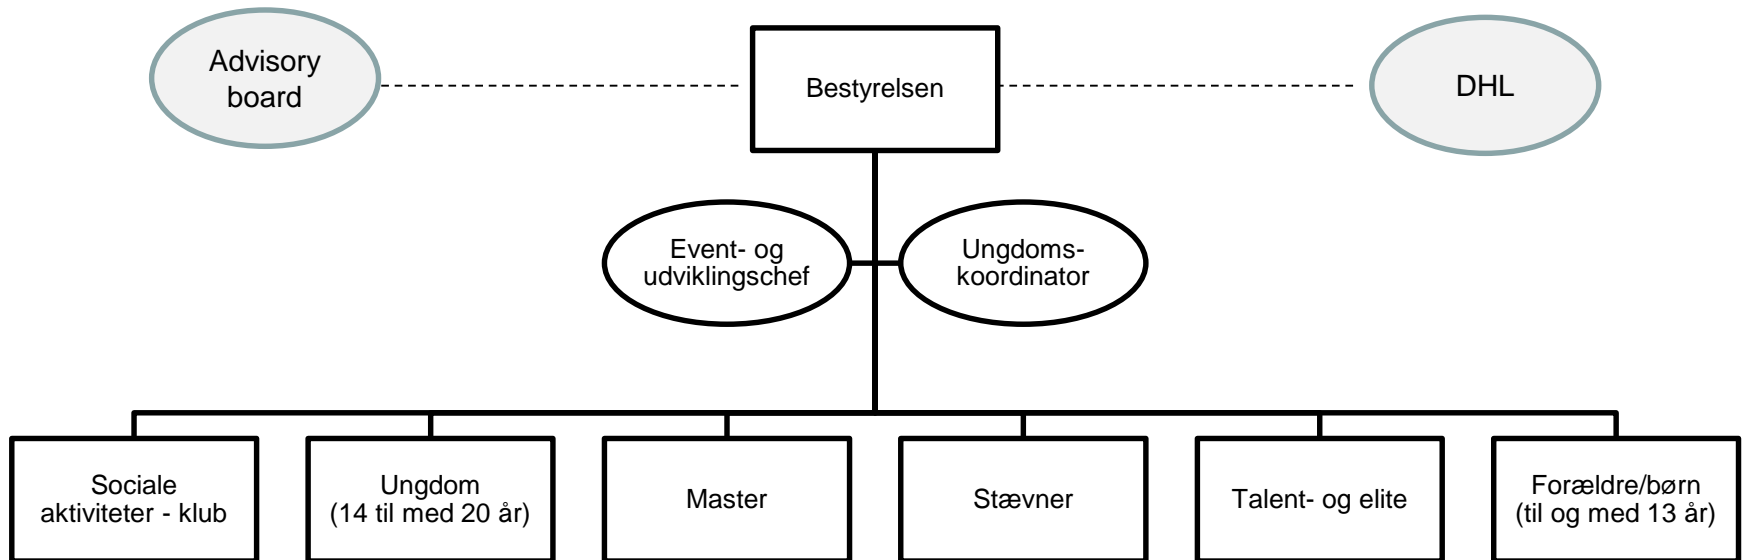 Advisory
board
Bestyrelsen
DHL
Event- og
udviklingschef
Ungdoms-
koordinator
Sociale
aktiviteter - klub
Ungdom
(14 til med 20 år)
Master
Stævner
Talent- og elite
Forældre/børn
(til og med 13 år)